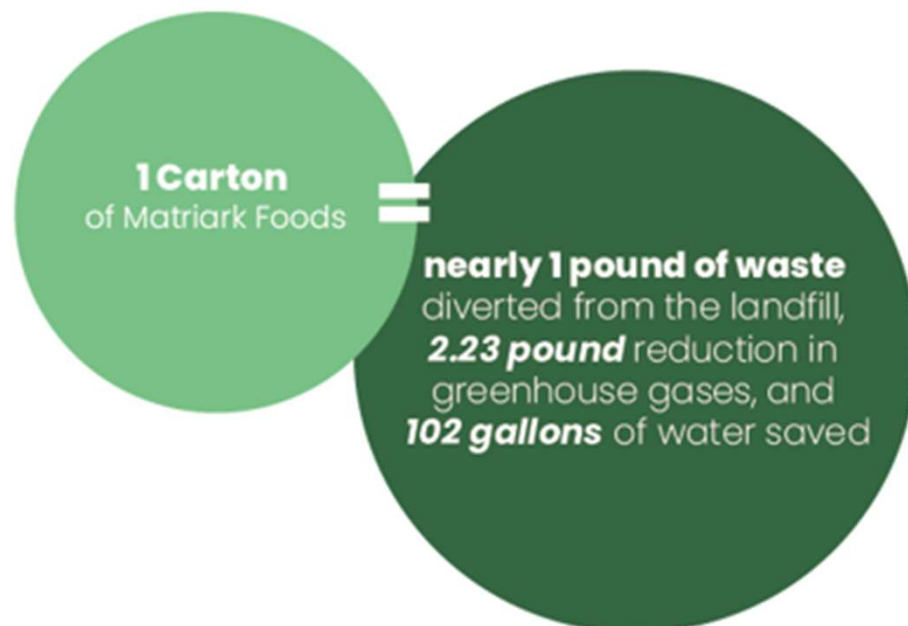 1 Carton
of Matriark Foods
=
nearly 1 pound of waste
diverted from the landfill,
2.23 pound reduction in
greenhouse gases, and
102 gallons of water saved